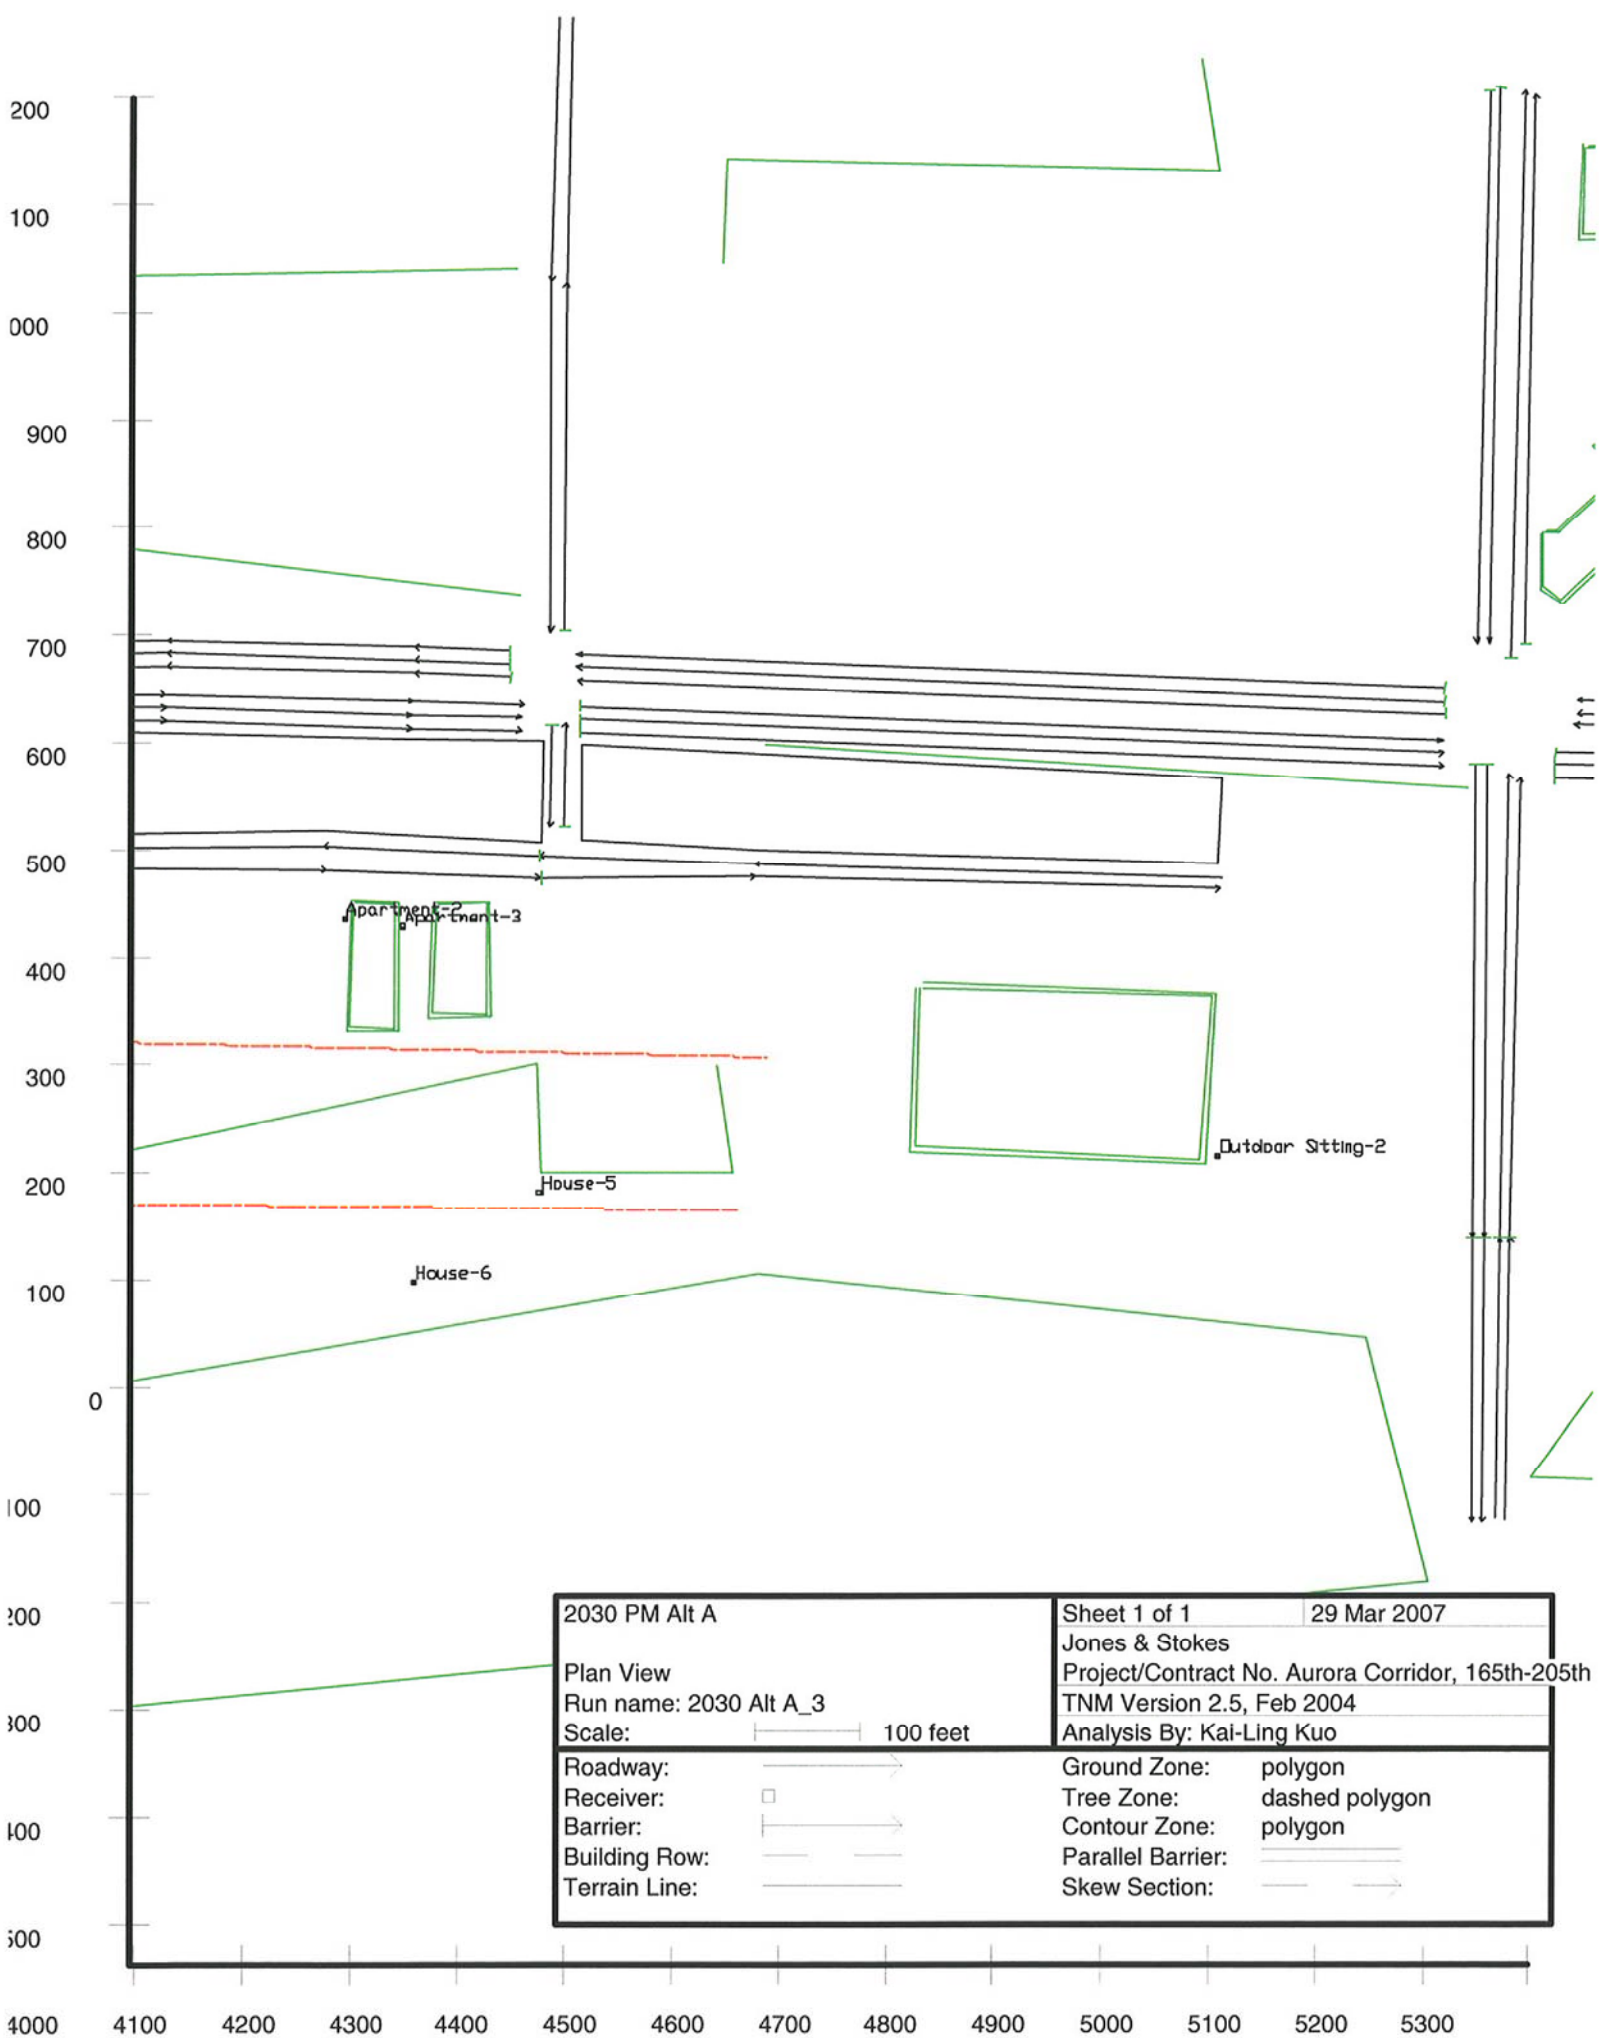 200
100
000
900
800
700
600
500
Apartment-2
Apartment-3
400
300
Outdoor Sitting-2
200
House-5
House-6
100
0
100
200
300
400
500
2030 PM Alt A
Plan View
Run name: 2030 Alt A_3
Scale: 100 feet
Sheet 1 of 1 29 Mar 2007
Jones & Stokes
Project/Contract No. Aurora Corridor, 165th-205th
TNM Version 2.5, Feb 2004
Analysis By: Kai-Ling Kuo
Roadway:
Receiver:
Barrier:
Building Row:
Terrain Line:
Ground Zone: polygon
Tree Zone: dashed polygon
Contour Zone: polygon
Parallel Barrier:
Skew Section:
4000 4100 4200 4300 4400 4500 4600 4700 4800 4900 5000 5100 5200 5300